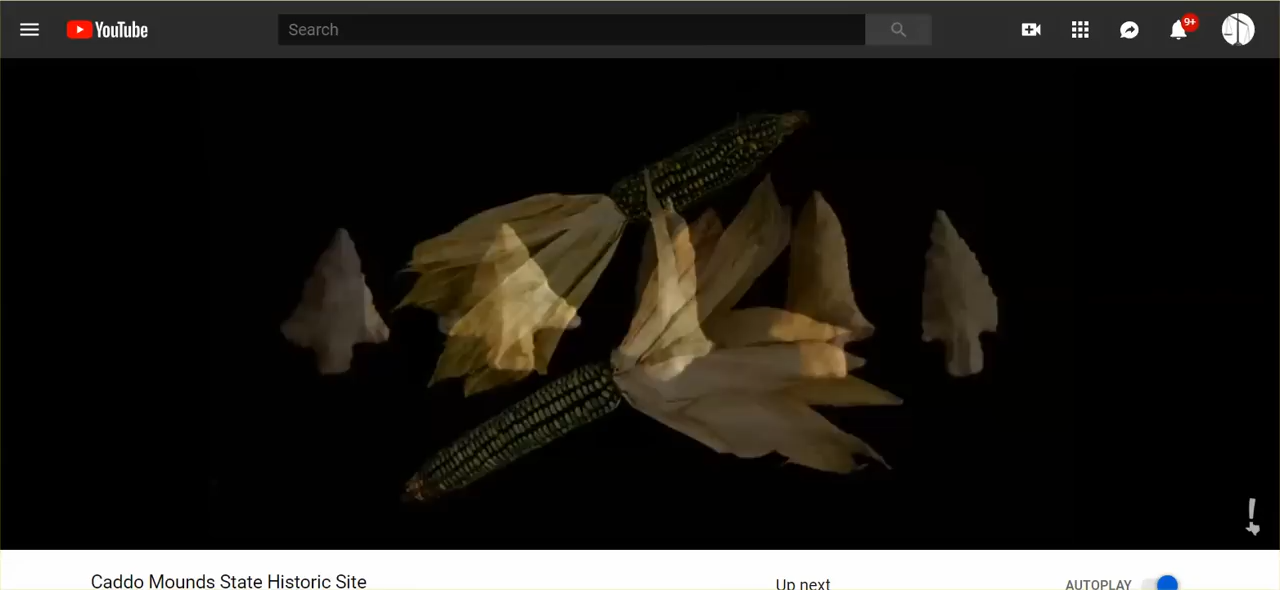 YouTube
Search
9+
Caddo Mounds State Historic Site
Up next
AUTOPLAY